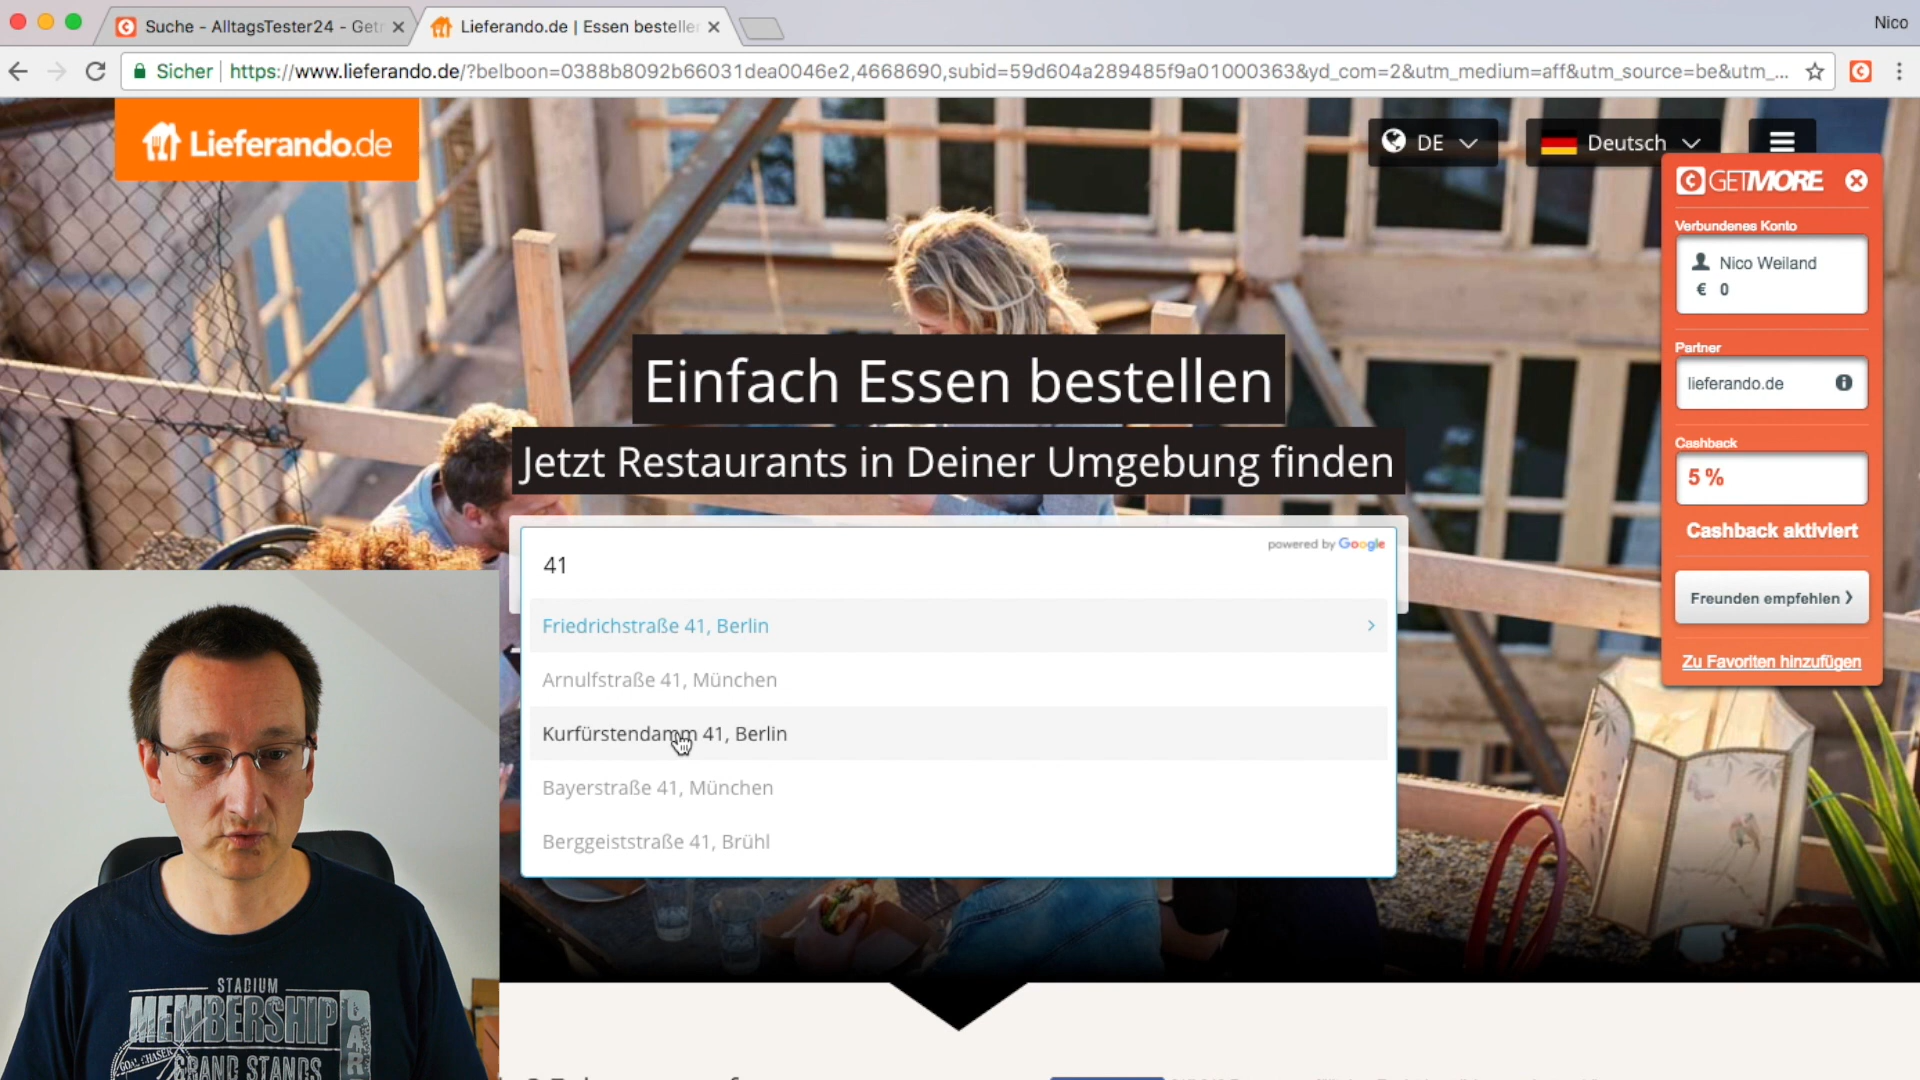 Suche - AlltagsTester24 - Get
Lieferando.de | Essen bestelle
Nico
Sicher
https://www.lieferando.de/?belboon=0388b8092b66031dea0046e2,4668690,subid=59d604a289485f9a01000363&yd_com=2&utm_medium=aff&utm_source=be&utm_...
Lieferando.de
DE
Deutsch
GETMORE
Verbundenes Konto
Nico Weiland
€ 0
Partner
lieferando.de
Cashback
5 %
Cashback aktiviert
Freunden empfehlen
Zu Favoriten hinzufügen
Einfach Essen bestellen
Jetzt Restaurants in Deiner Umgebung finden
powered by Google
41
Friedrichstraße 41, Berlin
Arnulfstraße 41, München
Kurfürstendamm 41, Berlin
Bayerstraße 41, München
Berggeiststraße 41, Brühl
STADIUM
MEMBERSHIP
GRAND STANDS